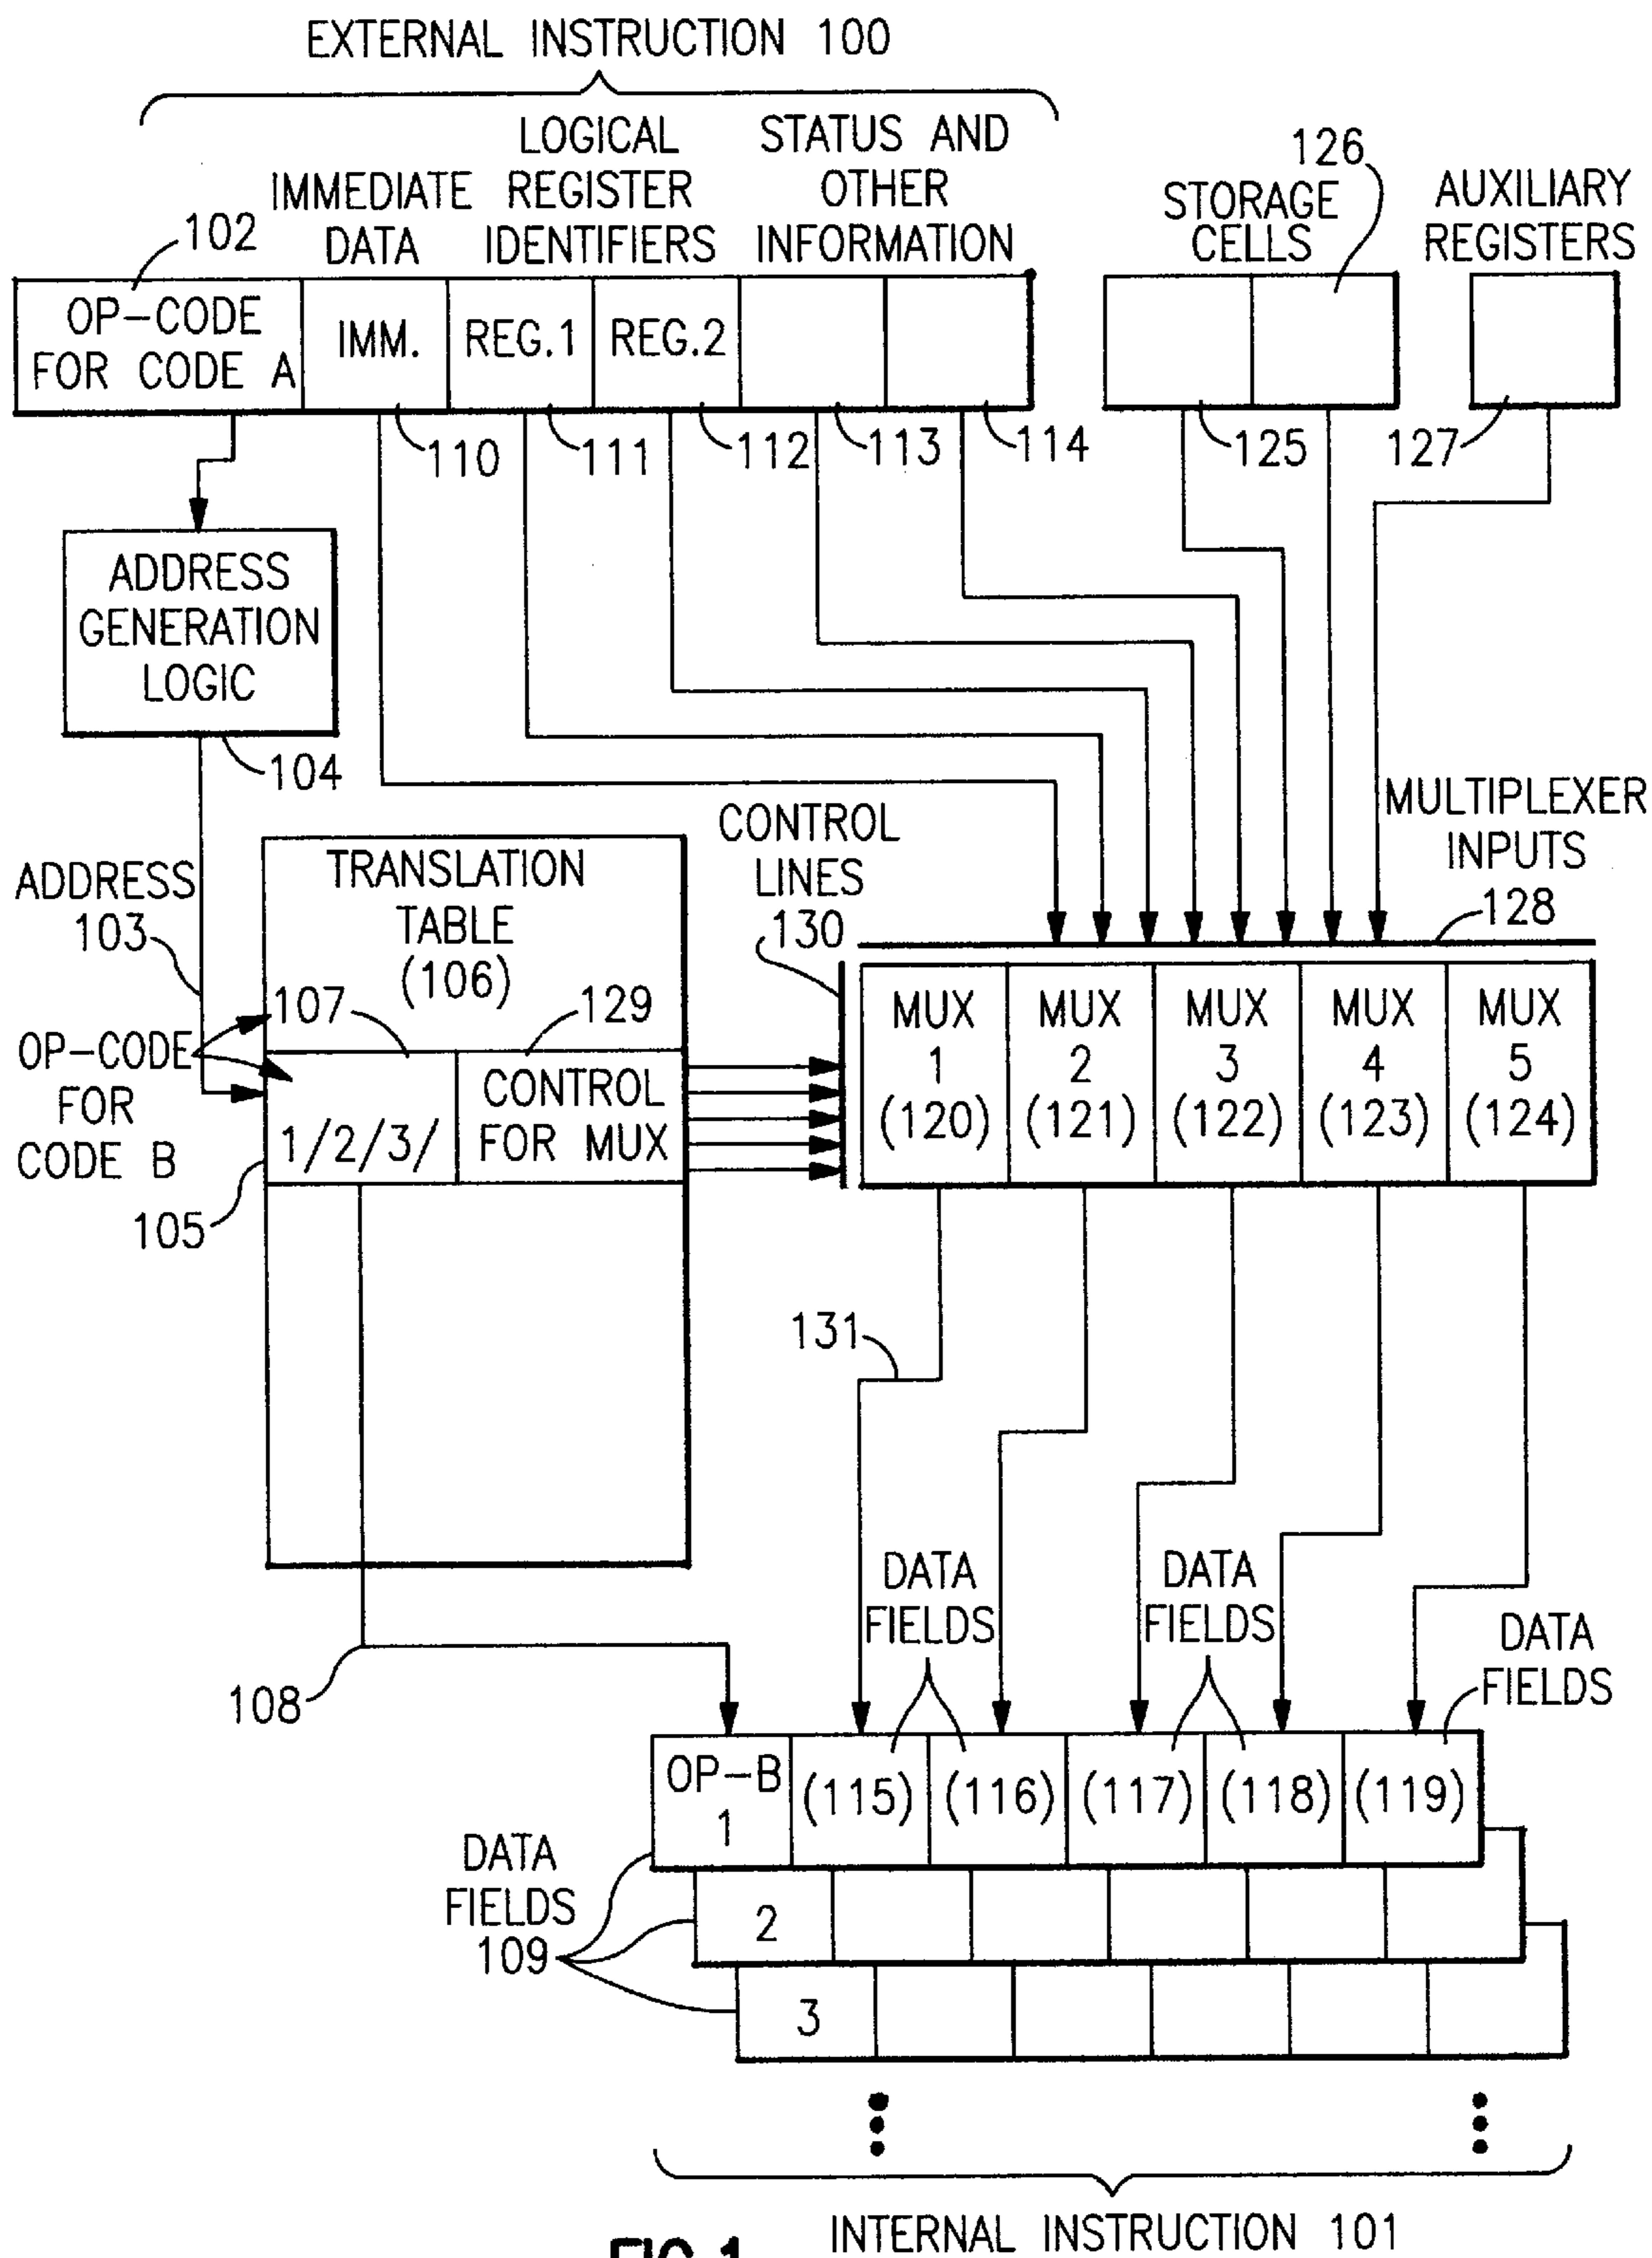 EXTERNAL INSTRUCTION 100
IMMEDIATE
DATA
LOGICAL
REGISTER
IDENTIFIERS
STATUS AND
OTHER
INFORMATION
126
STORAGE
CELLS
AUXILIARY
REGISTERS
102
OP-CODE
FOR CODE A
IMM.
REG.1
REG.2
110
111
112
113
114
125
127
ADDRESS
GENERATION
LOGIC
104
ADDRESS
103
TRANSLATION
TABLE
(106)
CONTROL
LINES
130
MULTIPLEXER
INPUTS
128
107
129
OP-CODE
FOR
CODE B
1/2/3/
CONTROL
FOR MUX
105
MUX
1
(120)
MUX
2
(121)
MUX
3
(122)
MUX
4
(123)
MUX
5
(124)
131
108
DATA
FIELDS
DATA
FIELDS
DATA
FIELDS
OP-B
1
(115)
(116)
(117)
(118)
(119)
DATA
FIELDS
109
2
3
INTERNAL INSTRUCTION 101
FIG.1